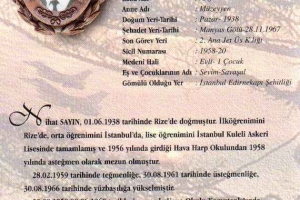 Anne Adı : Müzeyyen
Doğum Yeri-Tarihi : Pazar- 1938
Şehadet Yeri-Tarihi : Manyas Gölü-28.11.1967
Son Görev Yeri : 2. Ana Jet Üs K.lığı
Sicil Numarası : 1958-20
Medeni Hali : Evli- 1 Çocuk
Eş ve Çocuklarının Adı : Sevim-Savaşal
Gömülü Olduğu Yer : İstanbul Edirnekapı Şehitliği
Nihat SAYIN, 01.06.1938 tarihinde Rize'de doğmuştur. İlköğrenimini
Rize'de, orta öğrenimini İstanbul'da, lise öğrenimini İstanbul Kuleli Askeri
Lisesinde tamamlamış ve 1956 yılında girdiği Hava Harp Okulundan 1958
yılında asteğmen olarak mezun olmuştur.
28.02.1959 tarihinde teğmenliğe, 30.08.1961 tarihinde üsteğmenliğe,
30.08.1966 tarihinde yüzbaşılığa yükselmiştir.